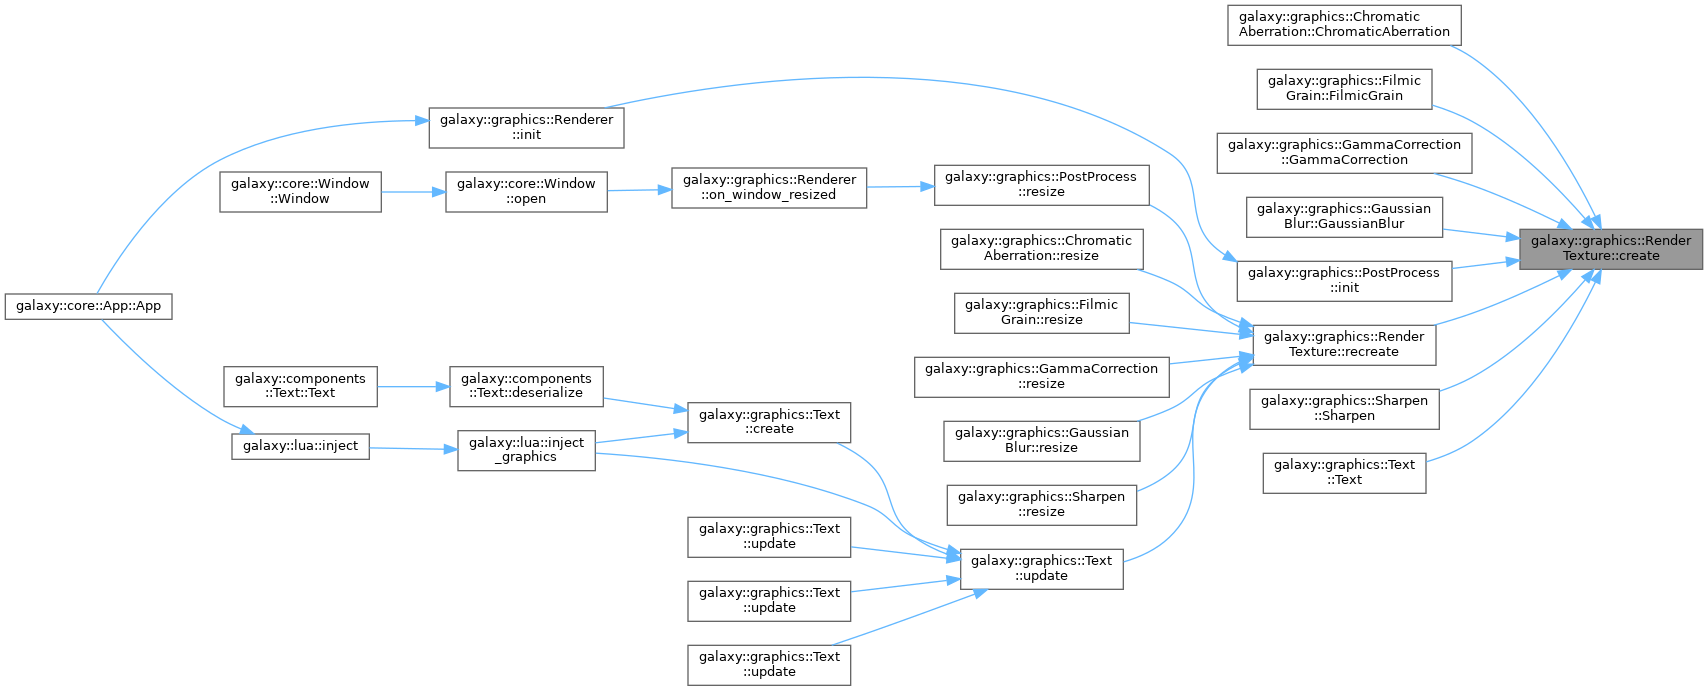 galaxy::graphics::Chromatic
Aberration::ChromaticAberration
galaxy::graphics::Filmic
Grain::FilmicGrain
galaxy::graphics::Renderer
::init
galaxy::graphics::GammaCorrection
::GammaCorrection
galaxy::core::Window
::Window
galaxy::core::Window
::open
galaxy::graphics::Renderer
::on_window_resized
galaxy::graphics::PostProcess
::resize
galaxy::graphics::Gaussian
Blur::GaussianBlur
galaxy::graphics::Render
Texture::create
galaxy::graphics::Chromatic
Aberration::resize
galaxy::graphics::PostProcess
::init
galaxy::core::App::App
galaxy::graphics::Filmic
Grain::resize
galaxy::graphics::Render
Texture::recreate
galaxy::graphics::GammaCorrection
::resize
galaxy::components
::Text::Text
galaxy::components
::Text::deserialize
galaxy::graphics::Sharpen
::Sharpen
galaxy::graphics::Text
::create
galaxy::graphics::Gaussian
Blur::resize
galaxy::lua::inject
galaxy::lua::inject
_graphics
galaxy::graphics::Text
::Text
galaxy::graphics::Sharpen
::resize
galaxy::graphics::Text
::update
galaxy::graphics::Text
::update
galaxy::graphics::Text
::update
galaxy::graphics::Text
::update